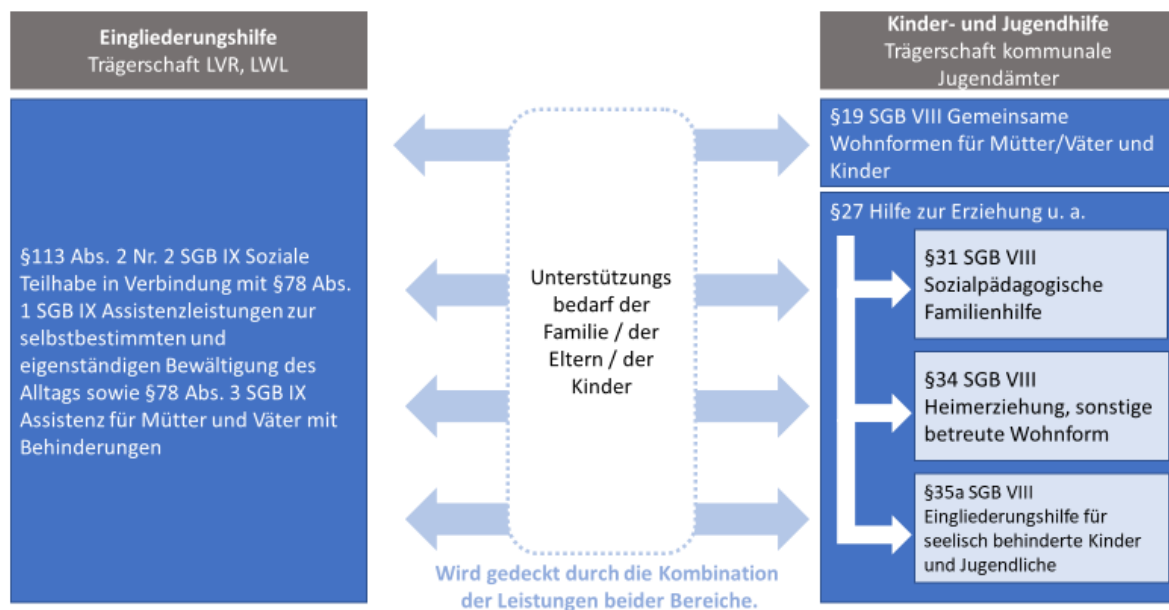 Eingliederungshilfe
Trägerschaft LVR, LWL
§113 Abs. 2 Nr. 2 SGB IX Soziale
Teilhabe in Verbindung mit §78 Abs.
1 SGB IX Assistenzleistungen zur
selbstbestimmten und
eigenständigen Bewältigung des
Alltags sowie §78 Abs. 3 SGB IX
Assistenz für Mütter und Väter mit
Behinderungen
Unterstützungs
bedarf der
Familie / der
Eltern / der
Kinder
Wird gedeckt durch die Kombination
der Leistungen beider Bereiche.
Kinder- und Jugendhilfe
Trägerschaft kommunale
Jugendämter
§19 SGB VIII Gemeinsame
Wohnformen für Mütter/Väter und
Kinder
§27 Hilfe zur Erziehung u. a.
§31 SGB VIII
Sozialpädagogische
Familienhilfe
§34 SGB VIII
Heimerziehung, sonstige
betreute Wohnform
§35a SGB VIII
Eingliederungshilfe für
seelisch behinderte Kinder
und Jugendliche